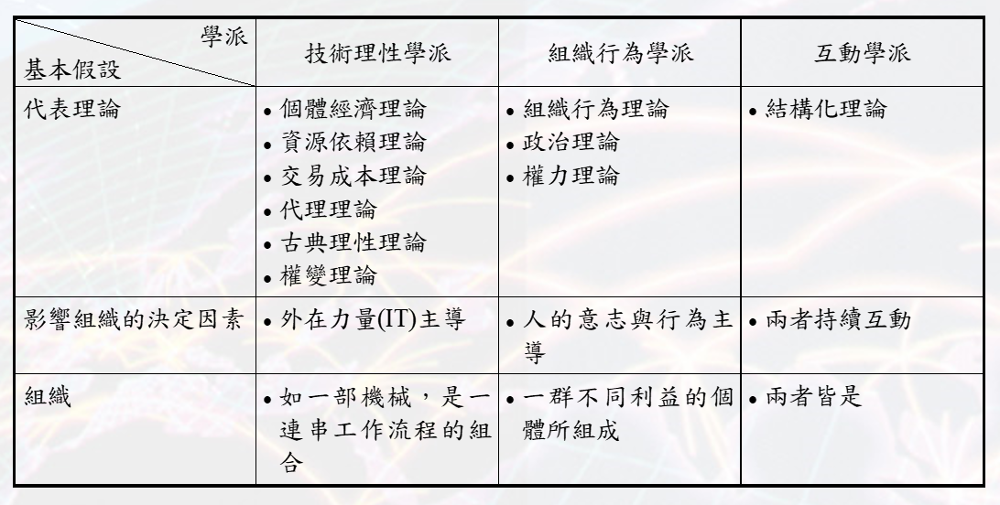 學派
基本假設
技術理性學派
組織行為學派
互動學派
代表理論
• 個體經濟理論
• 資源依賴理論
• 交易成本理論
• 代理理論
• 古典理性理論
• 權變理論
• 組織行為理論
• 政治理論
• 權力理論
• 結構化理論
影響組織的決定因素
• 外在力量(IT)主導
• 人的意志與行為主
導
• 兩者持續互動
組織
• 如一部機械，是一
連串工作流程的組
合
• 一群不同利益的個
體所組成
• 兩者皆是